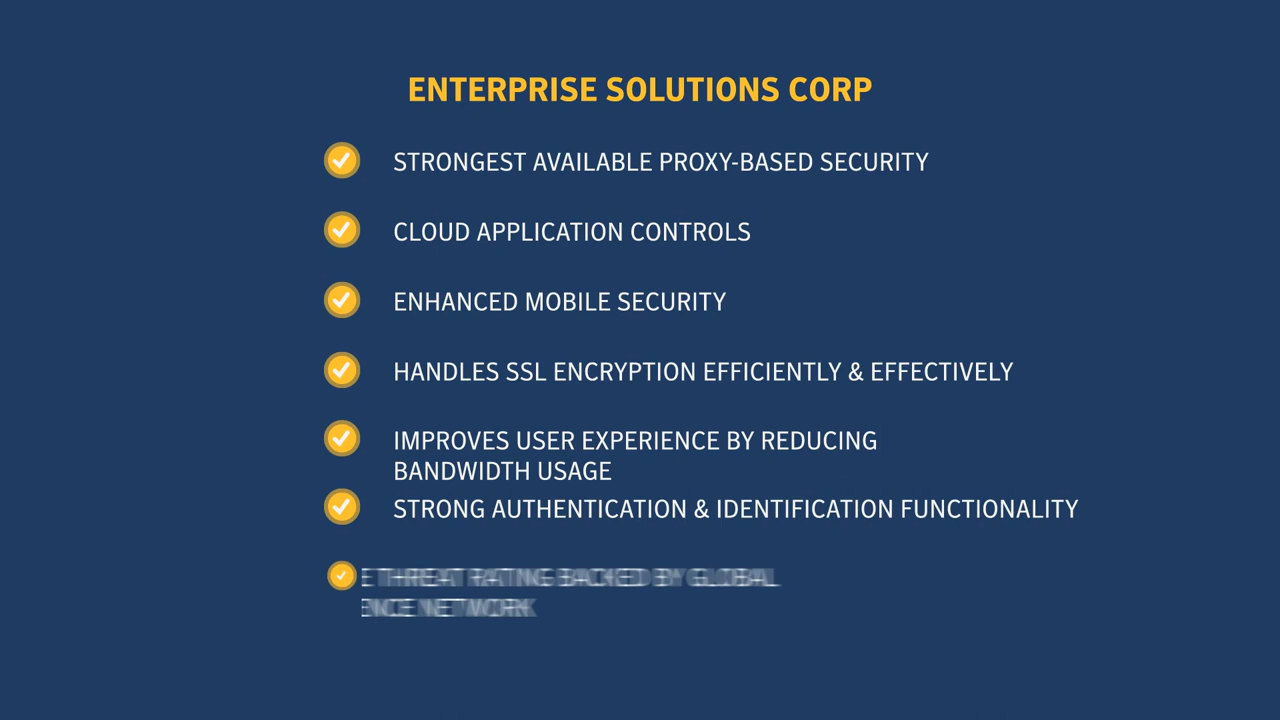 ENTERPRISE SOLUTIONS CORP
STRONGEST AVAILABLE PROXY-BASED SECURITY
CLOUD APPLICATION CONTROLS
ENHANCED MOBILE SECURITY
HANDLES SSL ENCRYPTION EFFICIENTLY & EFFECTIVELY
IMPROVES USER EXPERIENCE BY REDUCING
BANDWIDTH USAGE
STRONG AUTHENTICATION & IDENTIFICATION FUNCTIONALITY
THREAT RATING BACKED BY GLOBAL
NETWORK